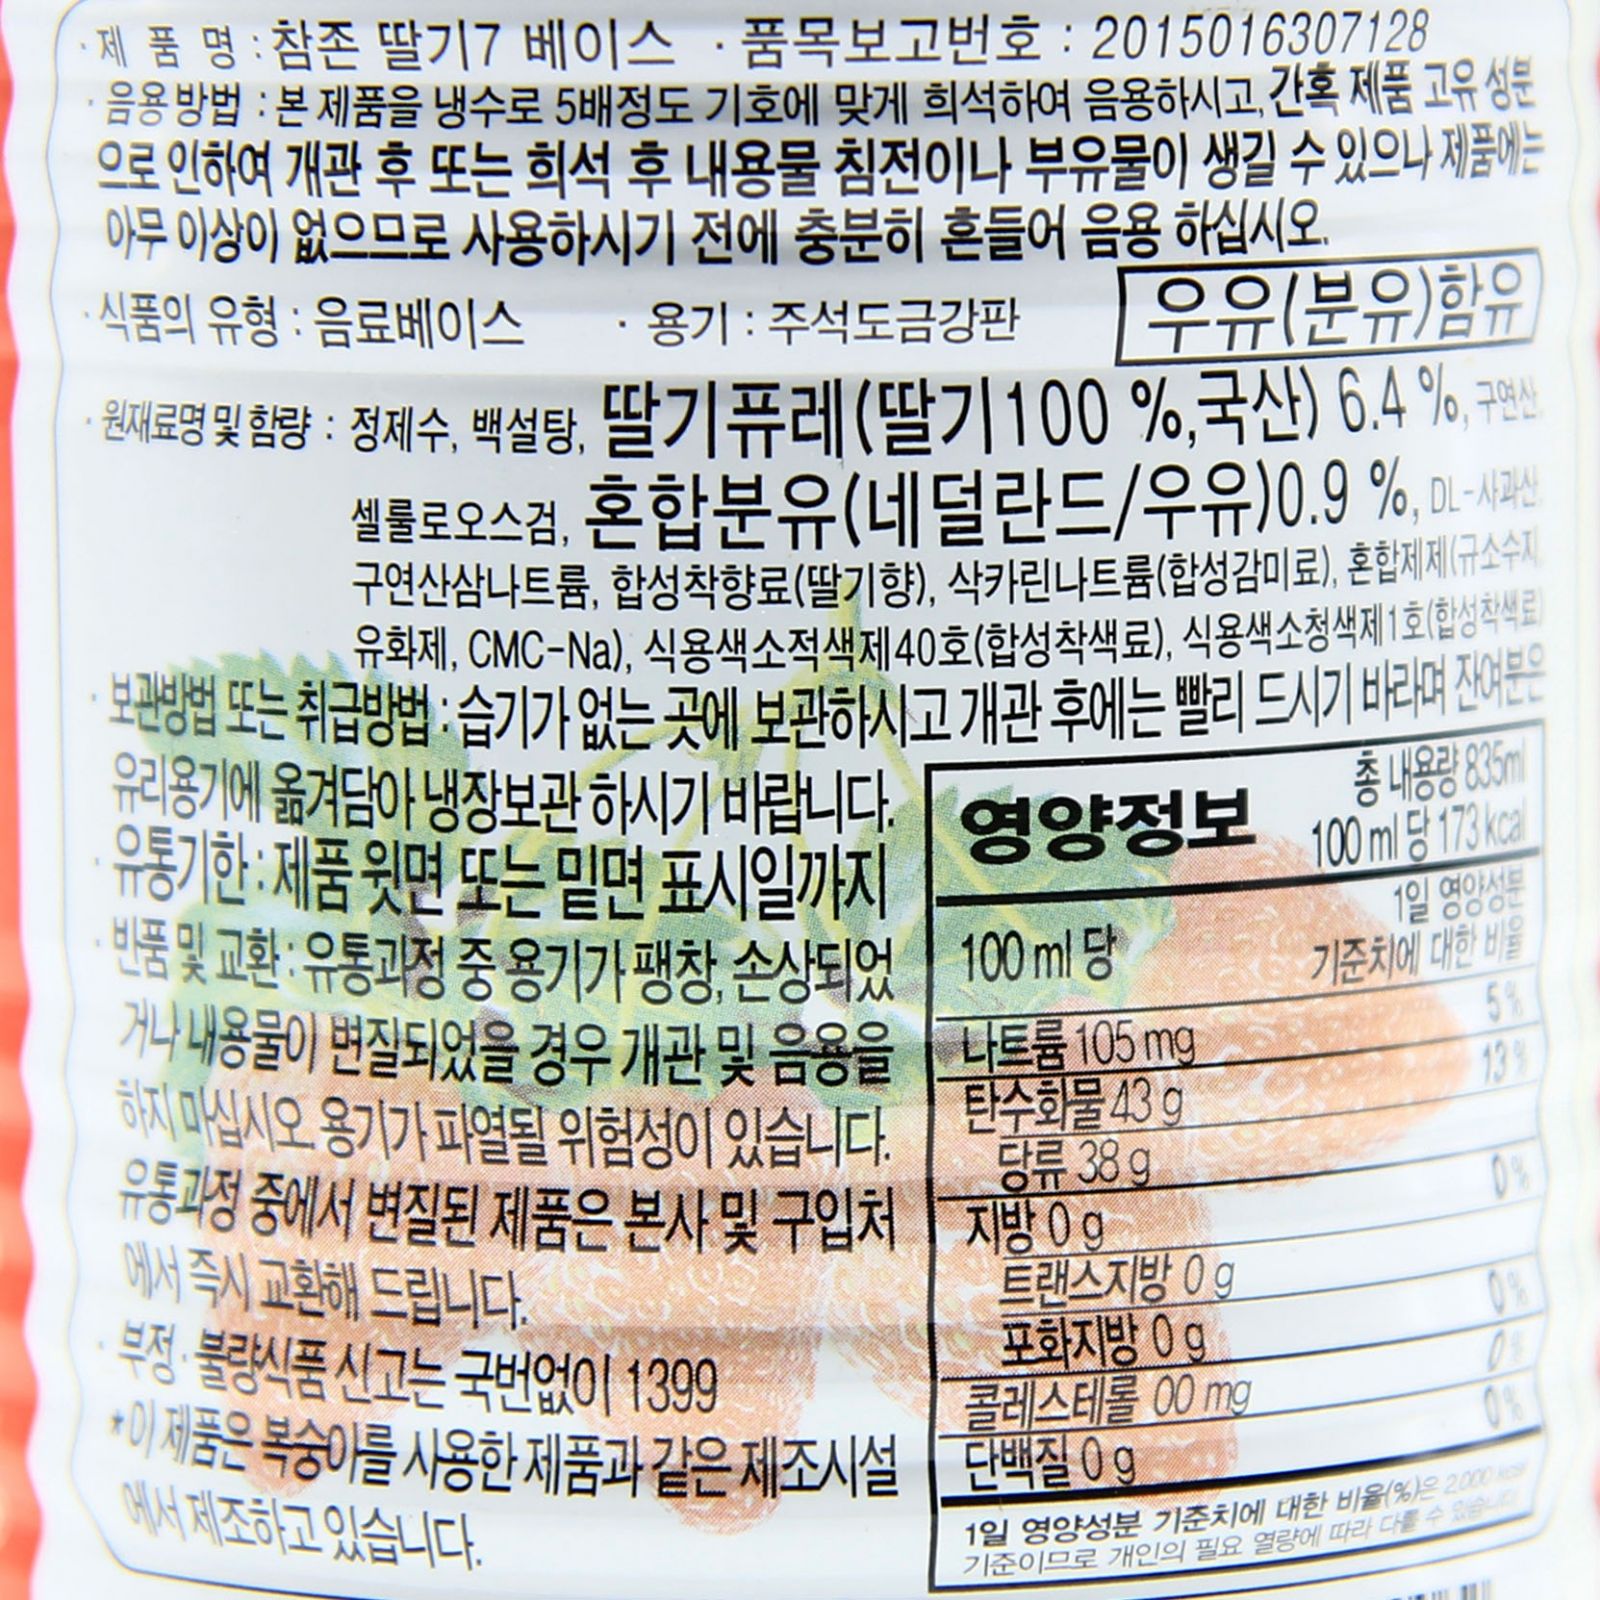 ·제 품 명 : 참존 딸기7 베이스 ·품목보고번호 : 2015016307128
·음용방법 : 본 제품을 냉수로 5배정도 기호에 맞게 희석하여 음용하시고, 간혹 제품 고유 성분
으로 인하여 개관 후 또는 희석 후 내용물 침전이나 부유물이 생길 수 있으나 제품에는
아무 이상이 없으므로 사용하시기 전에 충분히 흔들어 음용 하십시오.
·식품의 유형 : 음료베이스 ·용기 : 주석도금강판 우유(분유)함유
·원재료명 및 함량 : 정제수, 백설탕, 딸기퓨레(딸기100 %,국산) 6.4 %, 구연산,
셀룰로오스검, 혼합분유(네덜란드/우유)0.9 %, DL-사과산,
구연산삼나트륨, 합성착향료(딸기향), 삭카린나트륨(합성감미료), 혼합제제(규소수지,
유화제, CMC-Na), 식용색소적색제40호(합성착색료), 식용색소청색제1호(합성착색료)
·보관방법 또는 취급방법 : 습기가 없는 곳에 보관하시고 개관 후에는 빨리 드시기 바라며 잔여분은
유리용기에 옮겨담아 냉장보관 하시기 바랍니다.
·유통기한 : 제품 윗면 또는 밑면 표시일까지
·반품 및 교환 : 유통과정 중 용기가 팽창, 손상되었
거나 내용물이 변질되었을 경우 개관 및 음용을
하지 마십시오 용기가 파열될 위험성이 있습니다.
유통과정 중에서 변질된 제품은 본사 및 구입처
에서 즉시 교환해 드립니다.
·부정·불량식품 신고는 국번없이 1399
*이 제품은 복숭아를 사용한 제품과 같은 제조시설
에서 제조하고 있습니다.
영양정보 총 내용량 835ml
100 ml 당 173 kcal
100 ml 당 1일 영양성분
기준치에 대한 비율
나트륨 105 mg 5 %
탄수화물 43 g 13 %
당류 38 g
지방 0 g 0 %
트랜스지방 0 g
포화지방 0 g 0 %
콜레스테롤 00 mg 0 %
단백질 0 g 0 %
1일 영양성분 기준치에 대한 비율(%)은 2,000 kcal
기준이므로 개인의 필요 열량에 따라 다를 수 있습니다